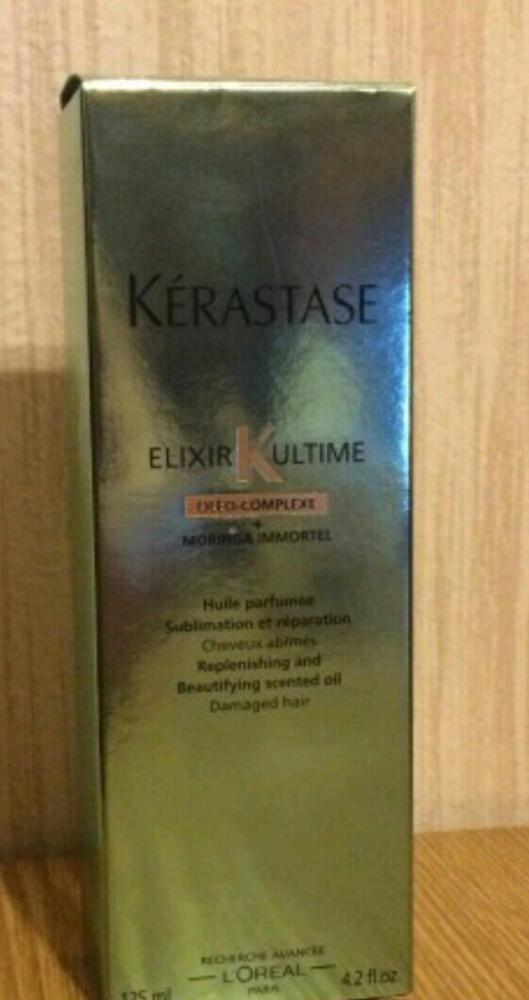 KÉRASTASE
ELIXIR K ULTIME
OLEO-COMPLEXE
+
MORINGA IMMORTEL
Huile parfumée
Sublimation et réparation
Cheveux abîmés
Replenishing and
Beautifying scented oil
Damaged hair
RECHERCHE AVANCÉE
L'ORÉAL
PARIS
125 ml 4.2 fl.oz.